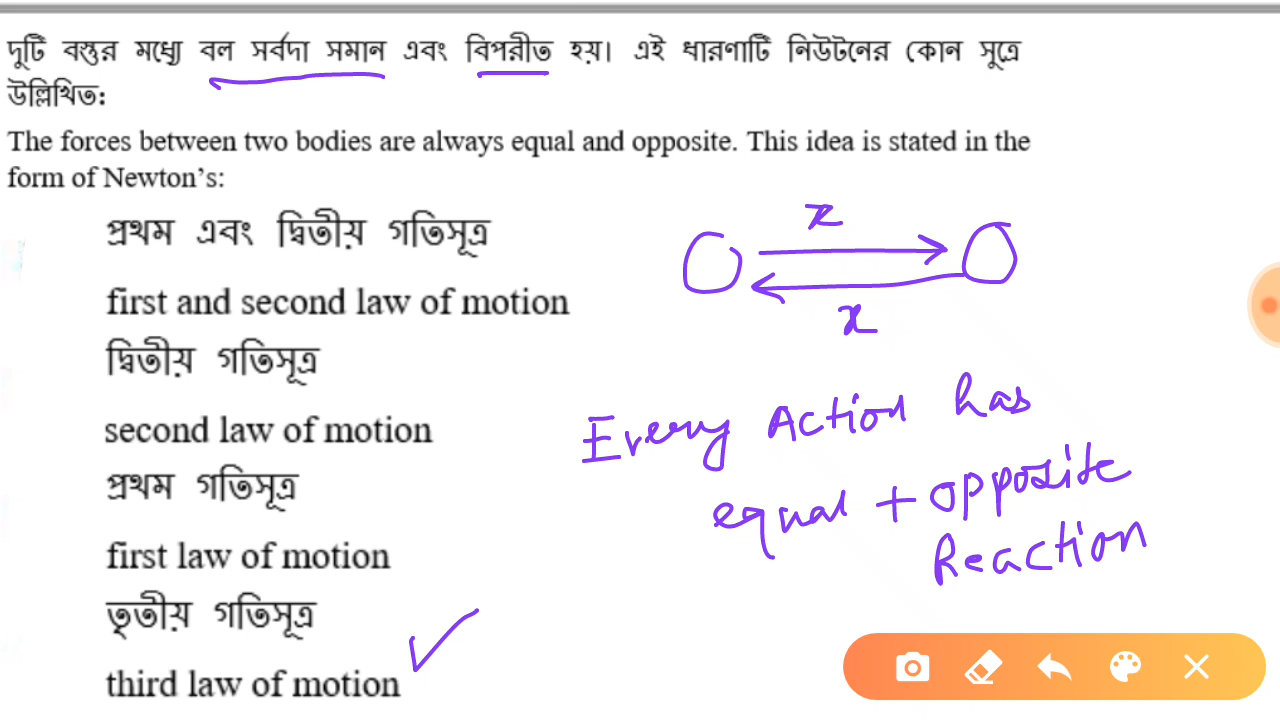 দুটি বস্তুর মধ্যে বল সর্বদা সমান এবং বিপরীত হয়। এই ধারণাটি নিউটনের কোন সূত্রে
উল্লিখিত:
The forces between two bodies are always equal and opposite. This idea is stated in the
form of Newton's:
প্রথম এবং দ্বিতীয় গতিসূত্র
first and second law of motion
দ্বিতীয় গতিসূত্র
second law of motion
প্রথম গতিসূত্র
first law of motion
তৃতীয় গতিসূত্র
third law of motion
x
x
Every Action has
equal + opposite
Reaction